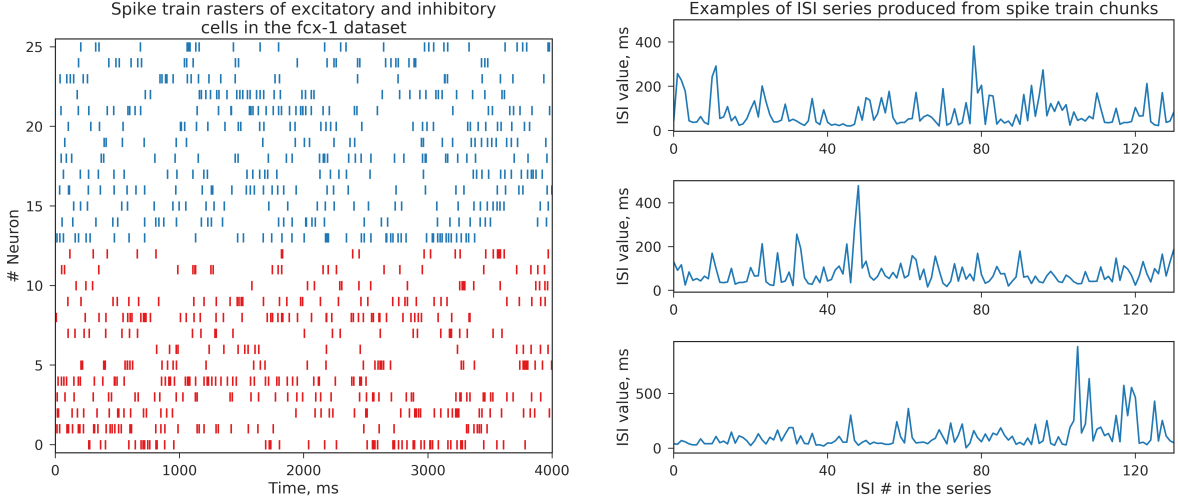 Spike train rasters of excitatory and inhibitory
cells in the fcx-1 dataset
# Neuron
25
20
15
10
5
0
0 1000 2000 3000 4000
Time, ms
Examples of ISI series produced from spike train chunks
ISI value, ms
400
200
0
0 40 80 120
ISI value, ms
400
200
0
0 40 80 120
ISI value, ms
500
0
0 40 80 120
ISI # in the series